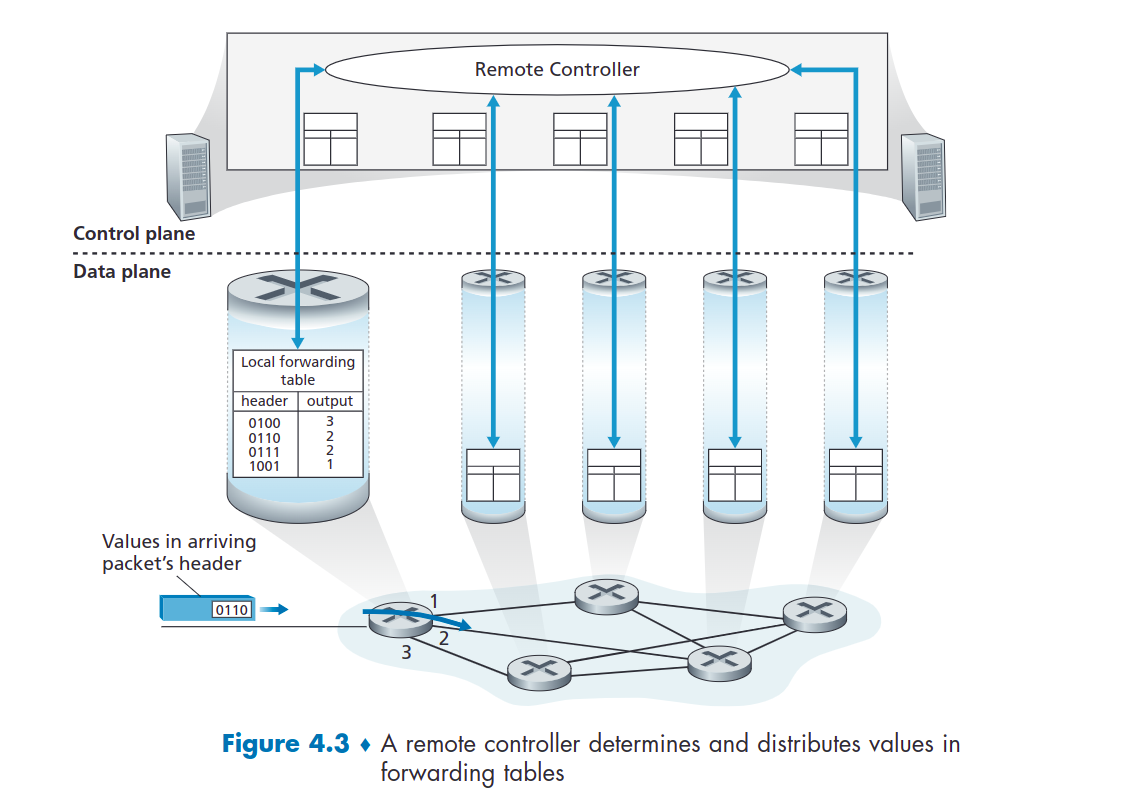 Remote Controller
Control plane
Data plane
Local forwarding
table
header output
0100 3
0110 2
0111 2
1001 1
Values in arriving
packet's header
0110
1
2
3
Figure 4.3 ♦ A remote controller determines and distributes values in
forwarding tables